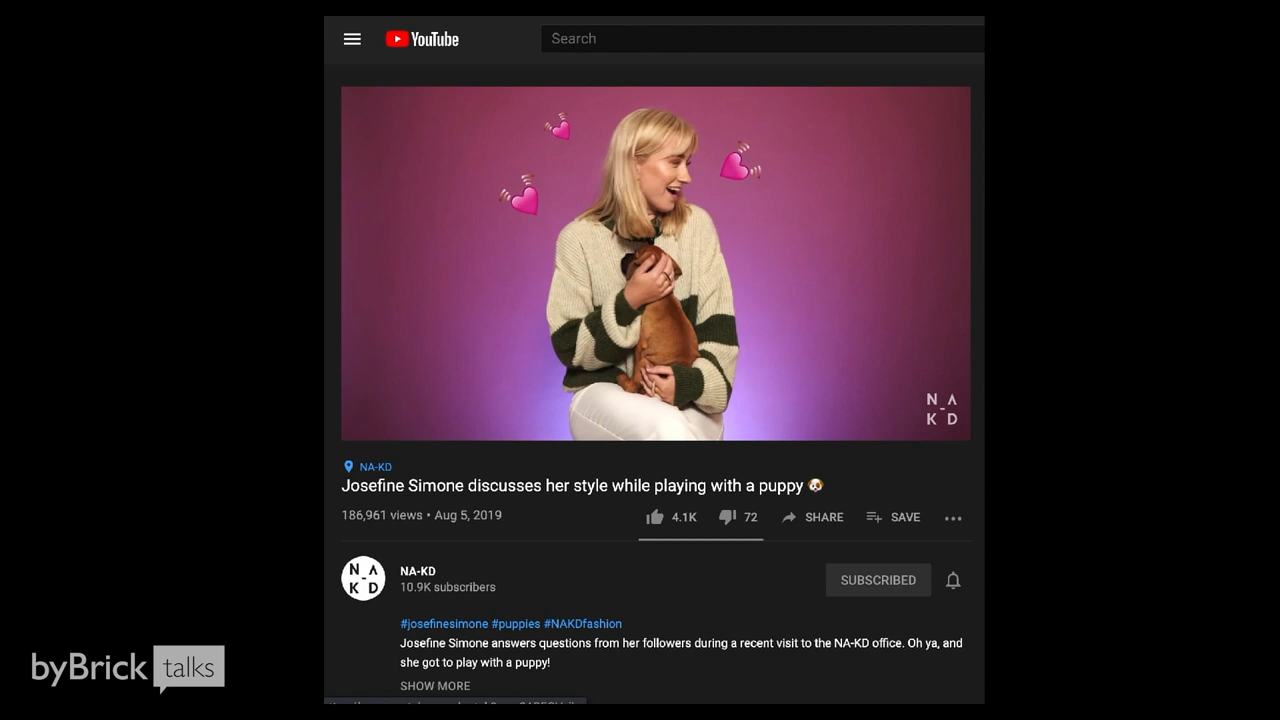 YouTube
Search
N A
K D
NA-KD
Josefine Simone discusses her style while playing with a puppy 🐶
186,961 views • Aug 5, 2019
4.1K
72
SHARE
SAVE
N A
K D
NA-KD
10.9K subscribers
SUBSCRIBED
#josefinesimone #puppies #NAKDfashion
Josefine Simone answers questions from her followers during a recent visit to the NA-KD office. Oh ya, and
she got to play with a puppy!
SHOW MORE
byBrick talks